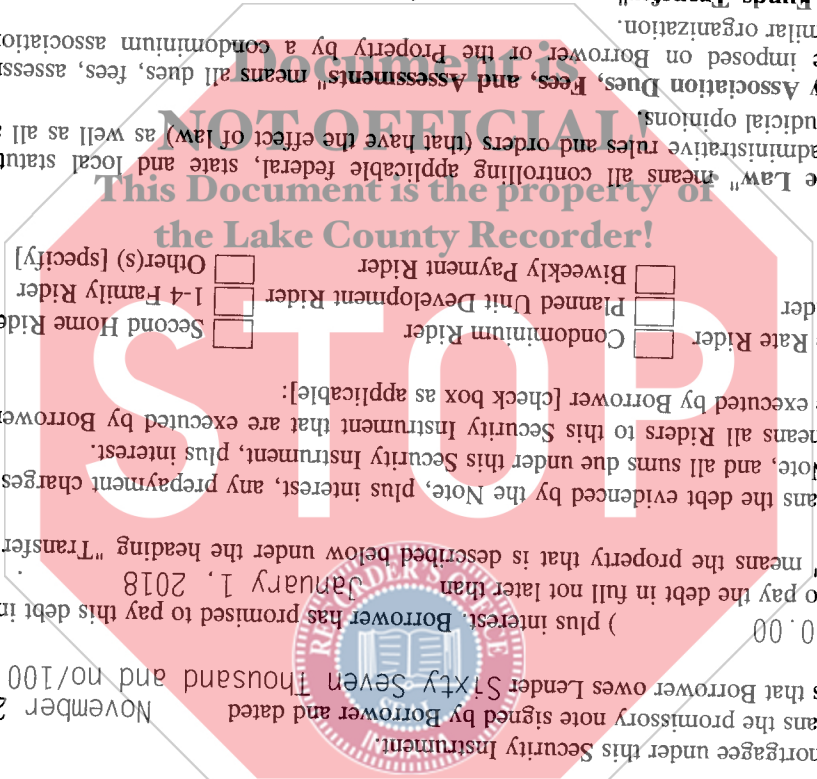 Document is
NOT OFFICIAL
This Document is the property of
the Lake County Recorder!
STOP
RECORDER'S OFFICE
SEAL
INDIANA
mortgagee under this Security Instrument.
ans the promissory note signed by Borrower and dated November 2
s that Borrower owes Lender Sixty Seven Thousand and no/100
0.00 ) plus interest. Borrower has promised to pay this debt in
o pay the debt in full not later than January 1, 2018 .
" means the property that is described below under the heading "Transfer
ans the debt evidenced by the Note, plus interest, any prepayment charges
Note, and all sums due under this Security Instrument, plus interest.
means all Riders to this Security Instrument that are executed by Borrower
e executed by Borrower [check box as applicable]:
Rate Rider Condominium Rider Second Home Ride
der Planned Unit Development Rider 1-4 Family Rider
Biweekly Payment Rider Other(s) [specify]
e Law" means all controlling applicable federal, state and local statut
administrative rules and orders (that have the effect of law) as well as all a
udicial opinions.
y Association Dues, Fees, and Assessments" means all dues, fees, assess
e imposed on Borrower or the Property by a condominium association
milar organization.
Funds Transfer"